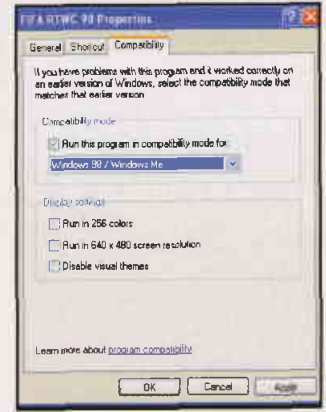 FIFA RTWC 98 Properties
General Shortcut Compatibility
If you have problems with this program and it worked correctly on
an earlier version of Windows, select the compatibility mode that
matches that earlier version
Compatibility mode
Run this program in compatibility mode for:
Windows 98 / Windows Me
Display settings
Run in 256 colors
Run in 640 x 480 screen resolution
Disable visual themes
Learn more about program compatibility
OK Cancel Apply